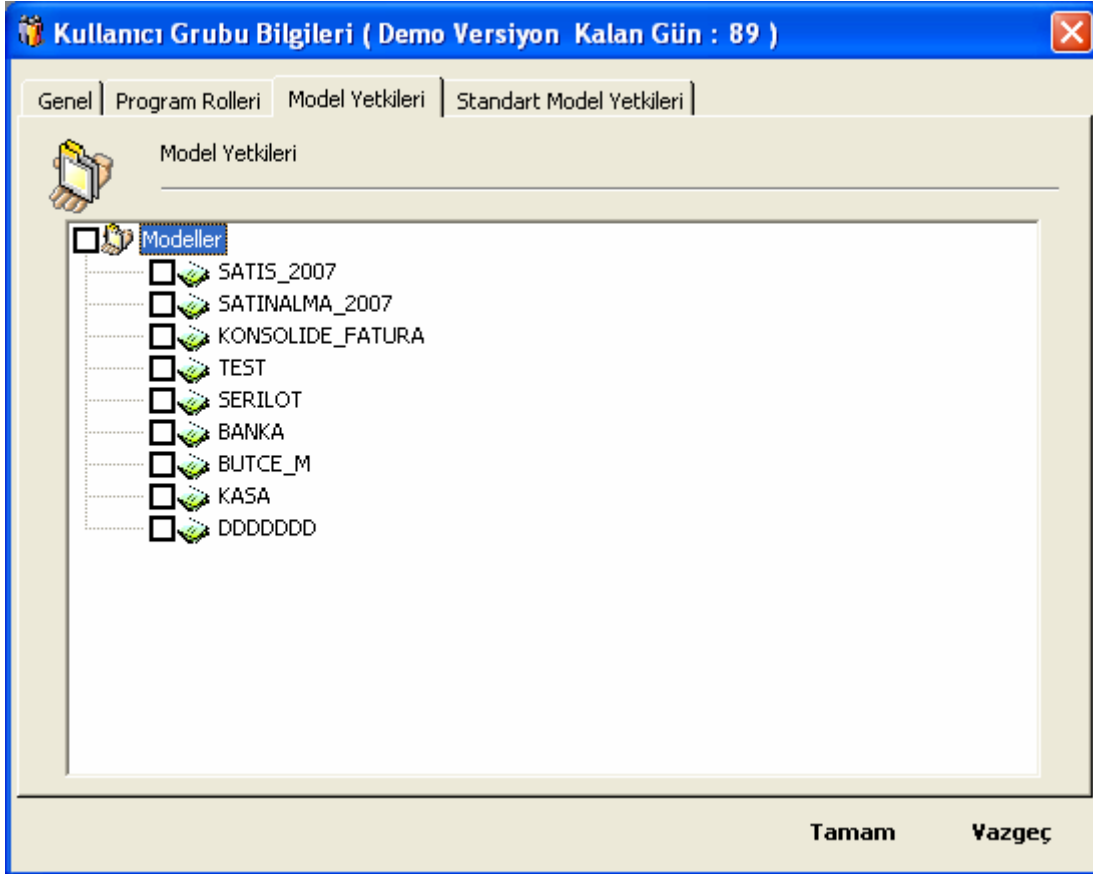 Kullanıcı Grubu Bilgileri ( Demo Versiyon Kalan Gün : 89 )
Genel Program Rolleri Model Yetkileri Standart Model Yetkileri
Model Yetkileri
Modeller
SATIS_2007
SATINALMA_2007
KONSOLIDE_FATURA
TEST
SERILOT
BANKA
BUTCE_M
KASA
DDDDDDD
Tamam Vazgeç